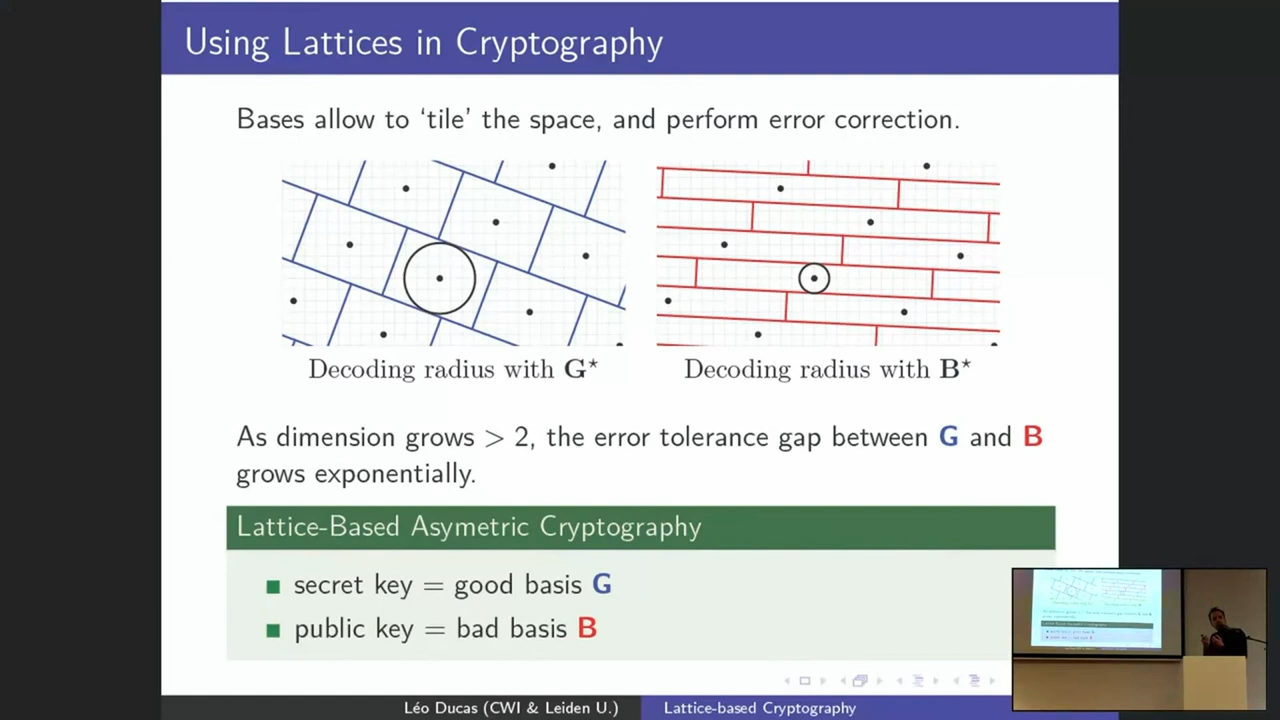 Using Lattices in Cryptography
Bases allow to ‘tile’ the space, and perform error correction.
Decoding radius with G⋆
Decoding radius with B⋆
As dimension grows > 2, the error tolerance gap between G and B
grows exponentially.
Lattice-Based Asymetric Cryptography
secret key = good basis G
public key = bad basis B
Léo Ducas (CWI & Leiden U.)
Lattice-based Cryptography